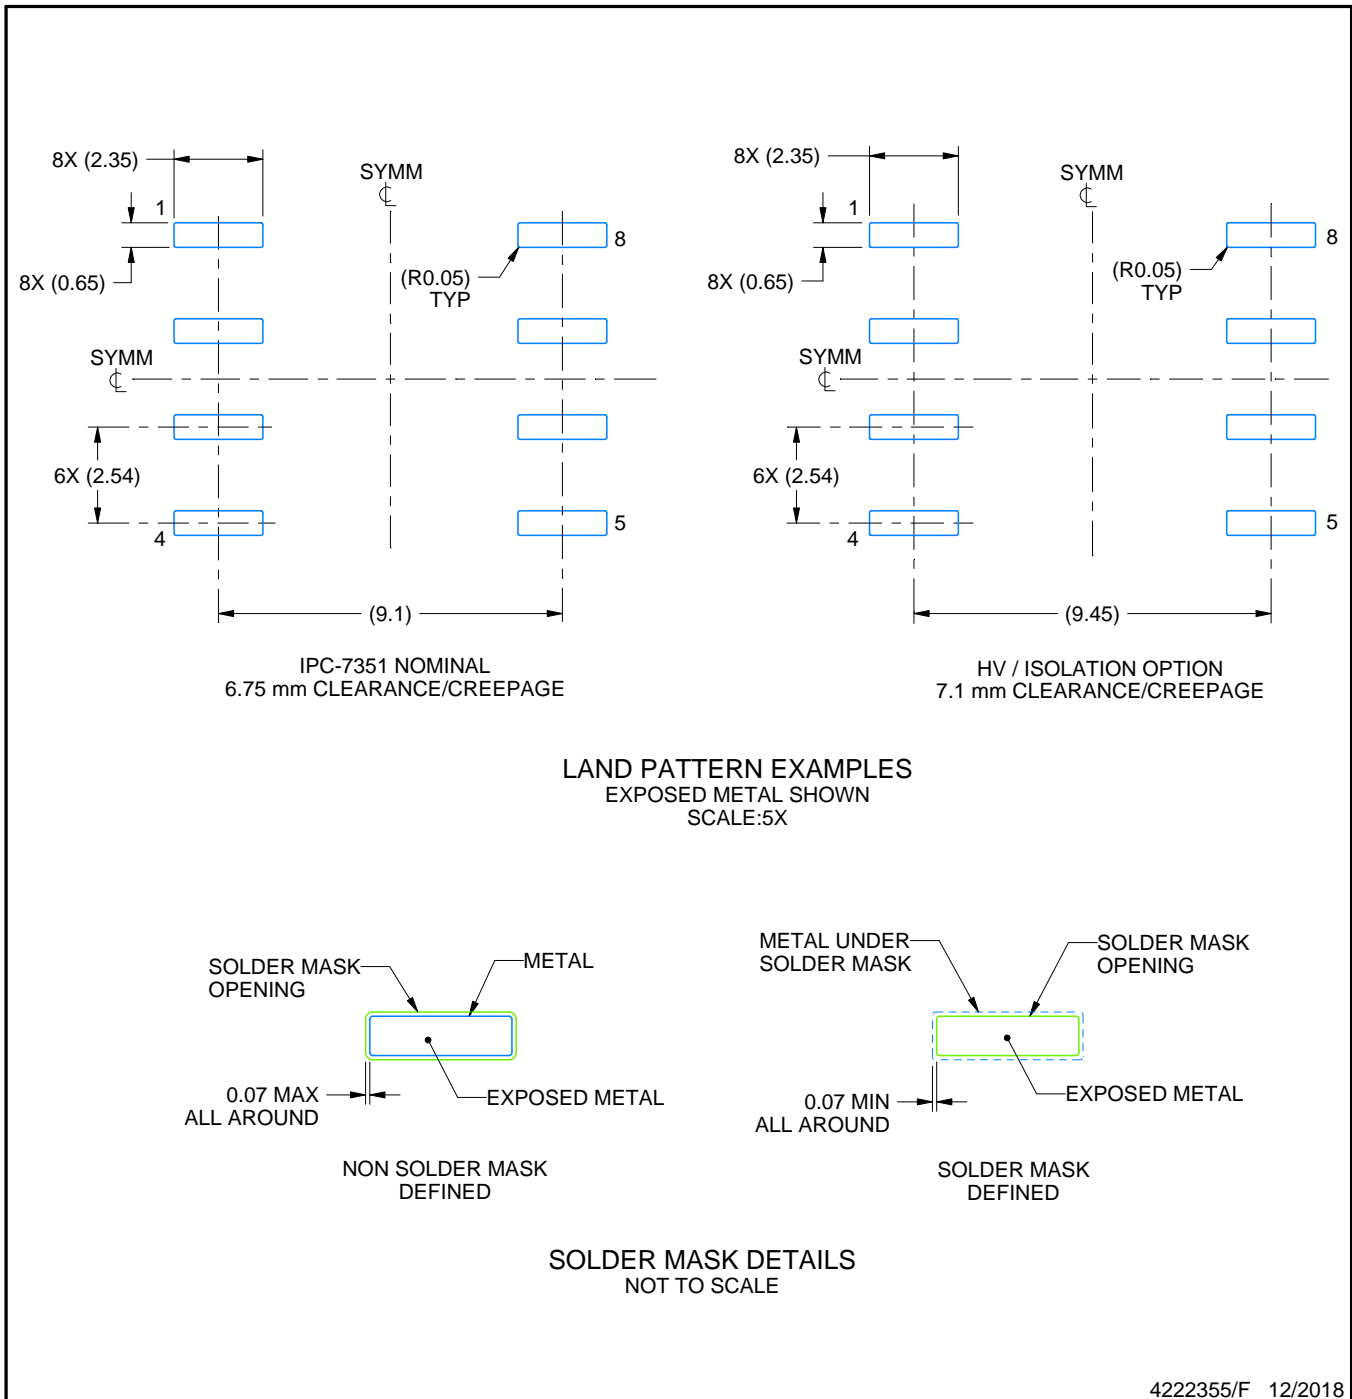 8X (2.35)
SYMM
℄
1
8X (0.65)
8
(R0.05)
TYP
SYMM
℄
6X (2.54)
4
5
(9.1)
IPC-7351 NOMINAL
6.75 mm CLEARANCE/CREEPAGE
8X (2.35)
SYMM
℄
1
8X (0.65)
8
(R0.05)
TYP
SYMM
℄
6X (2.54)
4
5
(9.45)
HV / ISOLATION OPTION
7.1 mm CLEARANCE/CREEPAGE
LAND PATTERN EXAMPLES
EXPOSED METAL SHOWN
SCALE:5X
SOLDER MASK
OPENING
METAL
0.07 MAX
ALL AROUND
EXPOSED METAL
NON SOLDER MASK
DEFINED
METAL UNDER
SOLDER MASK
SOLDER MASK
OPENING
0.07 MIN
ALL AROUND
EXPOSED METAL
SOLDER MASK
DEFINED
SOLDER MASK DETAILS
NOT TO SCALE
4222355/F 12/2018